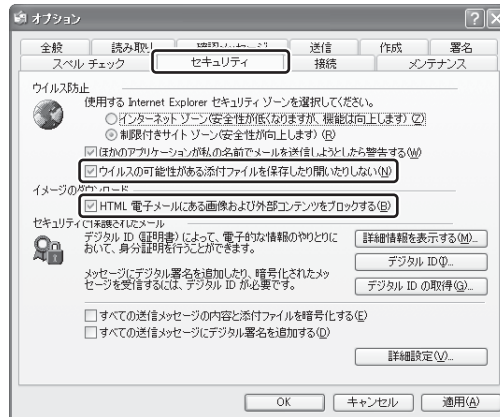 オプション
全般 読み取り 確認メッセージ 送信 作成 署名
スペル チェック セキュリティ 接続 メンテナンス
ウイルス防止
使用する Internet Explorer セキュリティ ゾーンを選択してください。
インターネット ゾーン(安全性が低くなりますが、機能は向上します)(Z)
制限付きサイト ゾーン(安全性が向上します)(R)
ほかのアプリケーションが私の名前でメールを送信しようとしたら警告する(W)
ウイルスの可能性がある添付ファイルを保存したり開いたりしない(N)
イメージのダウンロード
HTML 電子メールにある画像および外部コンテンツをブロックする(B)
セキュリティで保護されたメール
デジタル ID (証明書) によって、電子的な情報のやりとりに
おいて、身分証明を行うことができます。
詳細情報を表示する(M)...
デジタル ID(I)...
メッセージにデジタル署名を追加したり、暗号化されたメッ
セージを受信するには、デジタル ID が必要です。
デジタル ID の取得(G)...
すべての送信メッセージの内容と添付ファイルを暗号化する(E)
すべての送信メッセージにデジタル署名を追加する(D)
詳細設定(V)...
OK キャンセル 適用(A)